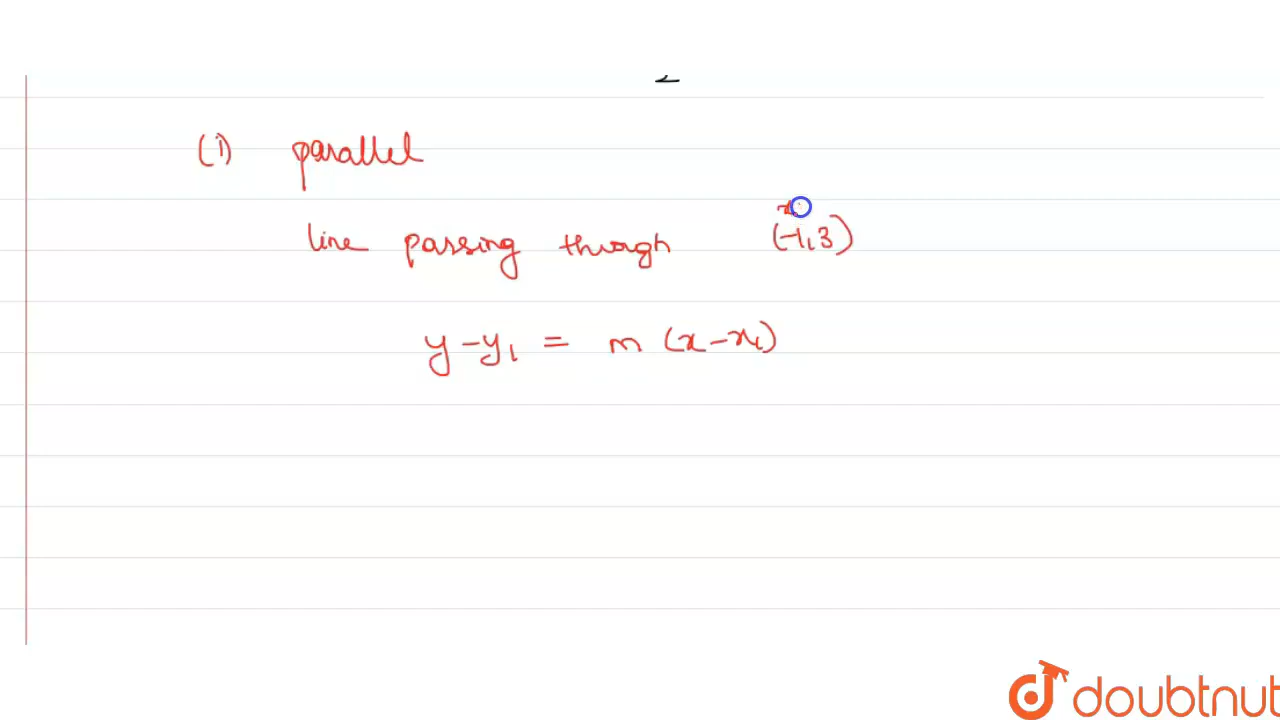 (i) parallel
x
line passing through (-1,3)
y-y₁ = m (x-x₁)
doubtnut